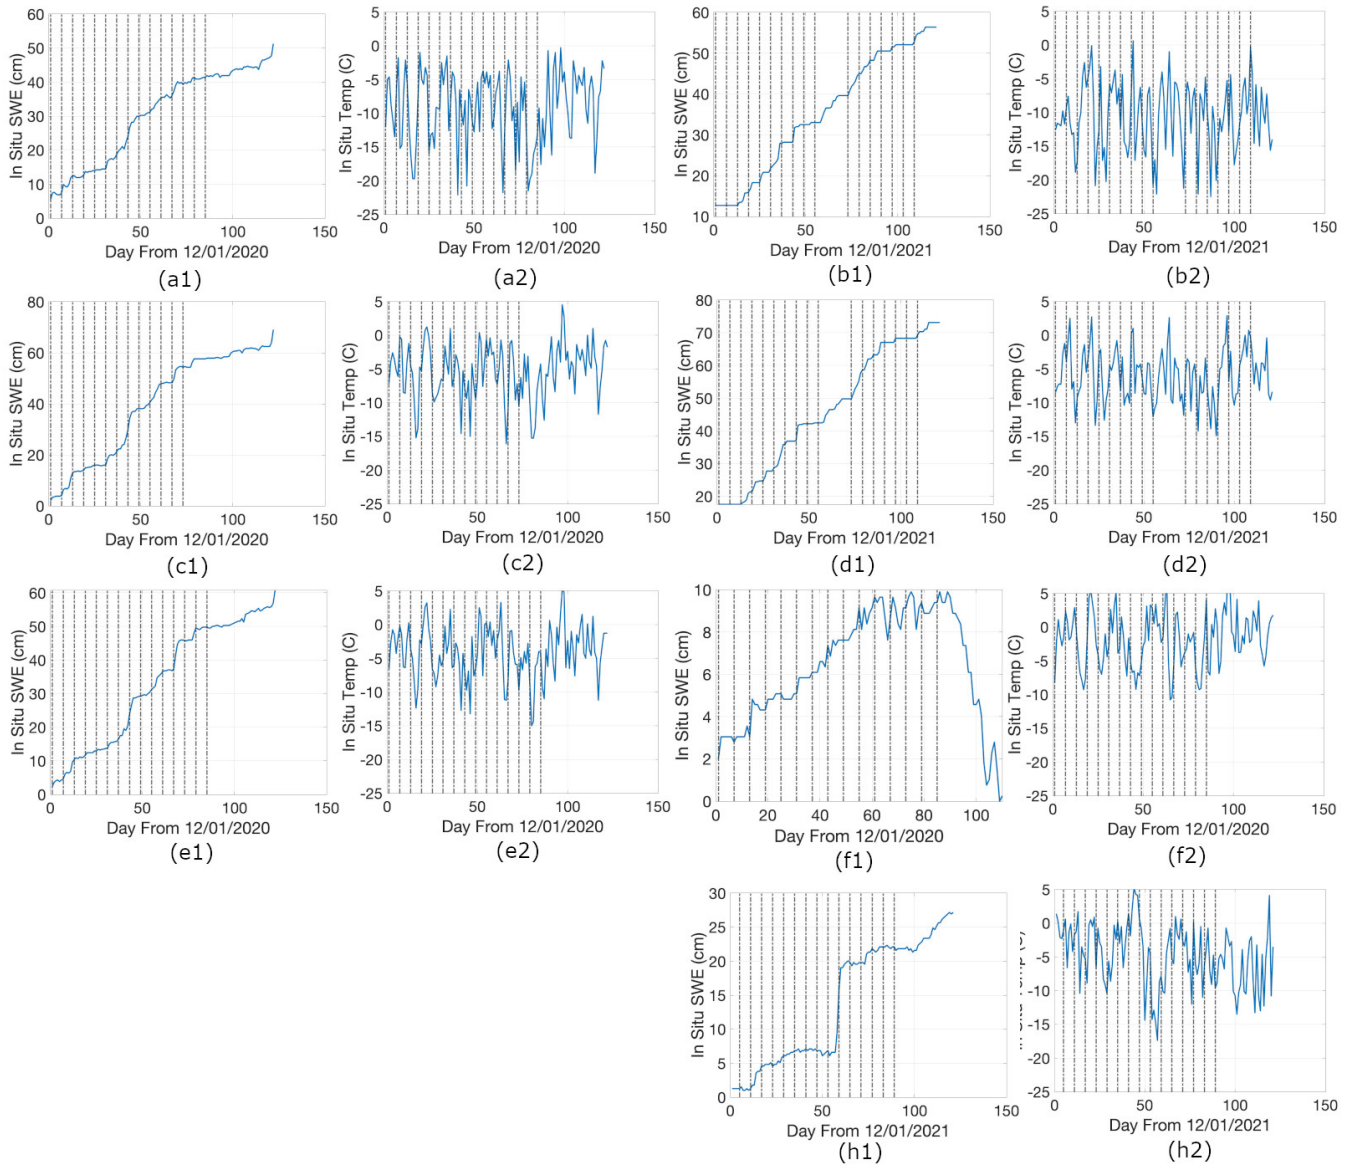 In Situ SWE (cm)
60
50
40
30
20
10
0
0 50 100 150
Day From 12/01/2020
(a1)
In Situ Temp (C)
5
0
-5
-10
-15
-20
-25
0 50 100 150
Day From 12/01/2020
(a2)
In Situ SWE (cm)
60
50
40
30
20
10
0 50 100 150
Day From 12/01/2021
(b1)
In Situ Temp (C)
5
0
-5
-10
-15
-20
-25
0 50 100 150
Day From 12/01/2021
(b2)
In Situ SWE (cm)
80
60
40
20
0
0 50 100 150
Day From 12/01/2020
(c1)
In Situ Temp (C)
5
0
-5
-10
-15
-20
-25
0 50 100 150
Day From 12/01/2020
(c2)
In Situ SWE (cm)
80
70
60
50
40
30
20
0 50 100 150
Day From 12/01/2021
(d1)
In Situ Temp (C)
5
0
-5
-10
-15
-20
-25
0 50 100 150
Day From 12/01/2021
(d2)
In Situ SWE (cm)
60
50
40
30
20
10
0
0 50 100 150
Day From 12/01/2020
(e1)
In Situ Temp (C)
5
0
-5
-10
-15
-20
-25
0 50 100 150
Day From 12/01/2020
(e2)
In Situ SWE (cm)
10
8
6
4
2
0
0 20 40 60 80 100
Day From 12/01/2020
(f1)
In Situ Temp (C)
5
0
-5
-10
-15
-20
-25
0 50 100 150
Day From 12/01/2020
(f2)
In Situ SWE (cm)
30
25
20
15
10
5
0
0 50 100 150
Day From 12/01/2021
(h1)
5
0
-5
-10
-15
-20
-25
0 50 100 150
Day From 12/01/2021
(h2)